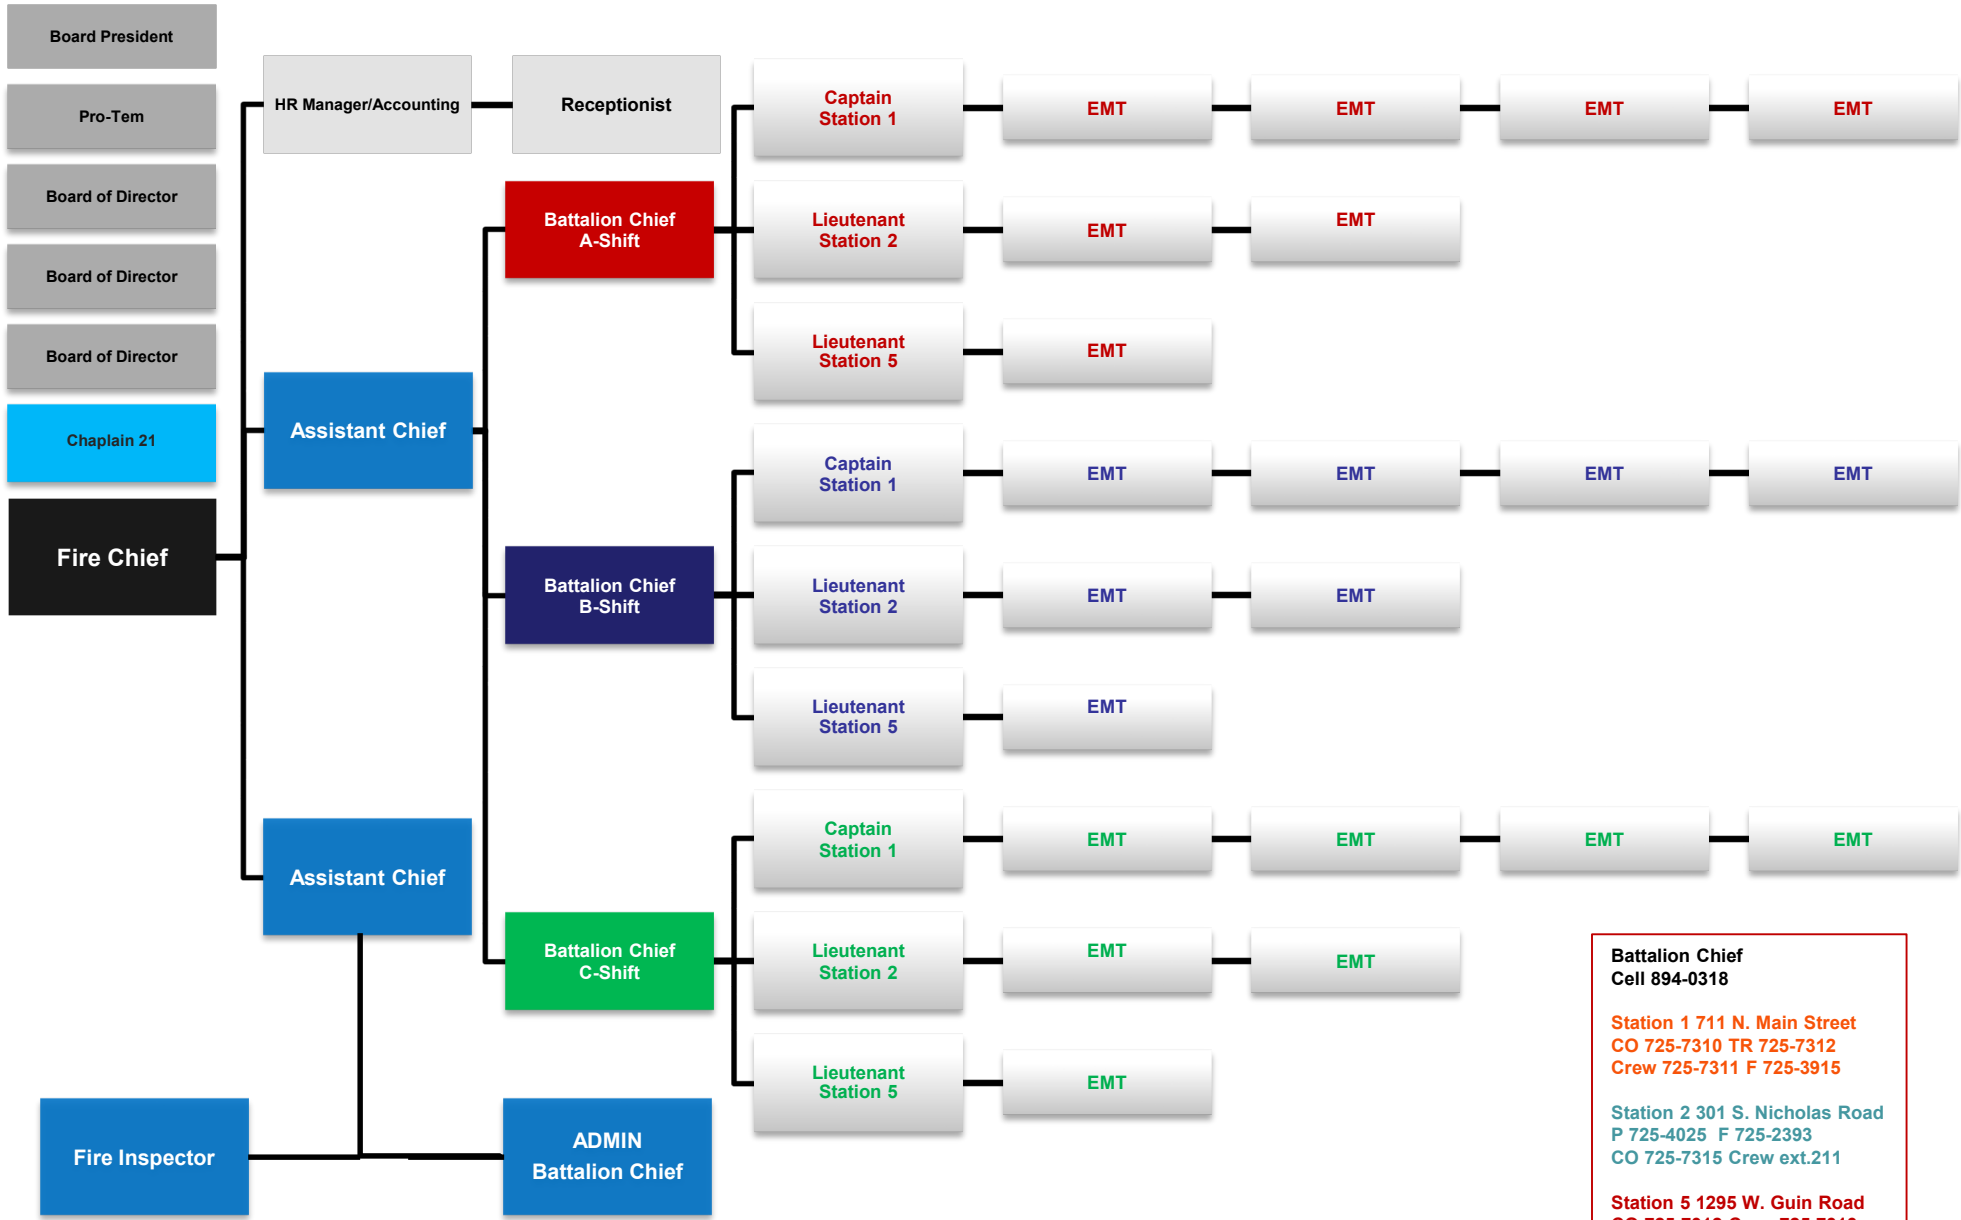 Board President
Pro-Tem
Board of Director
Board of Director
Board of Director
Chaplain 21
Fire Chief
HR Manager/Accounting
Receptionist
Assistant Chief
Assistant Chief
Fire Inspector
ADMIN
Battalion Chief
Battalion Chief
A-Shift
Captain
Station 1
EMT
EMT
EMT
EMT
Lieutenant
Station 2
EMT
EMT
Lieutenant
Station 5
EMT
Battalion Chief
B-Shift
Captain
Station 1
EMT
EMT
EMT
EMT
Lieutenant
Station 2
EMT
EMT
Lieutenant
Station 5
EMT
Battalion Chief
C-Shift
Captain
Station 1
EMT
EMT
EMT
EMT
Lieutenant
Station 2
EMT
EMT
Lieutenant
Station 5
EMT
Battalion Chief
Cell 894-0318
Station 1 711 N. Main Street
CO 725-7310 TR 725-7312
Crew 725-7311 F 725-3915
Station 2 301 S. Nicholas Road
P 725-4025 F 725-2393
CO 725-7315 Crew ext.211
Station 5 1295 W. Guin Road